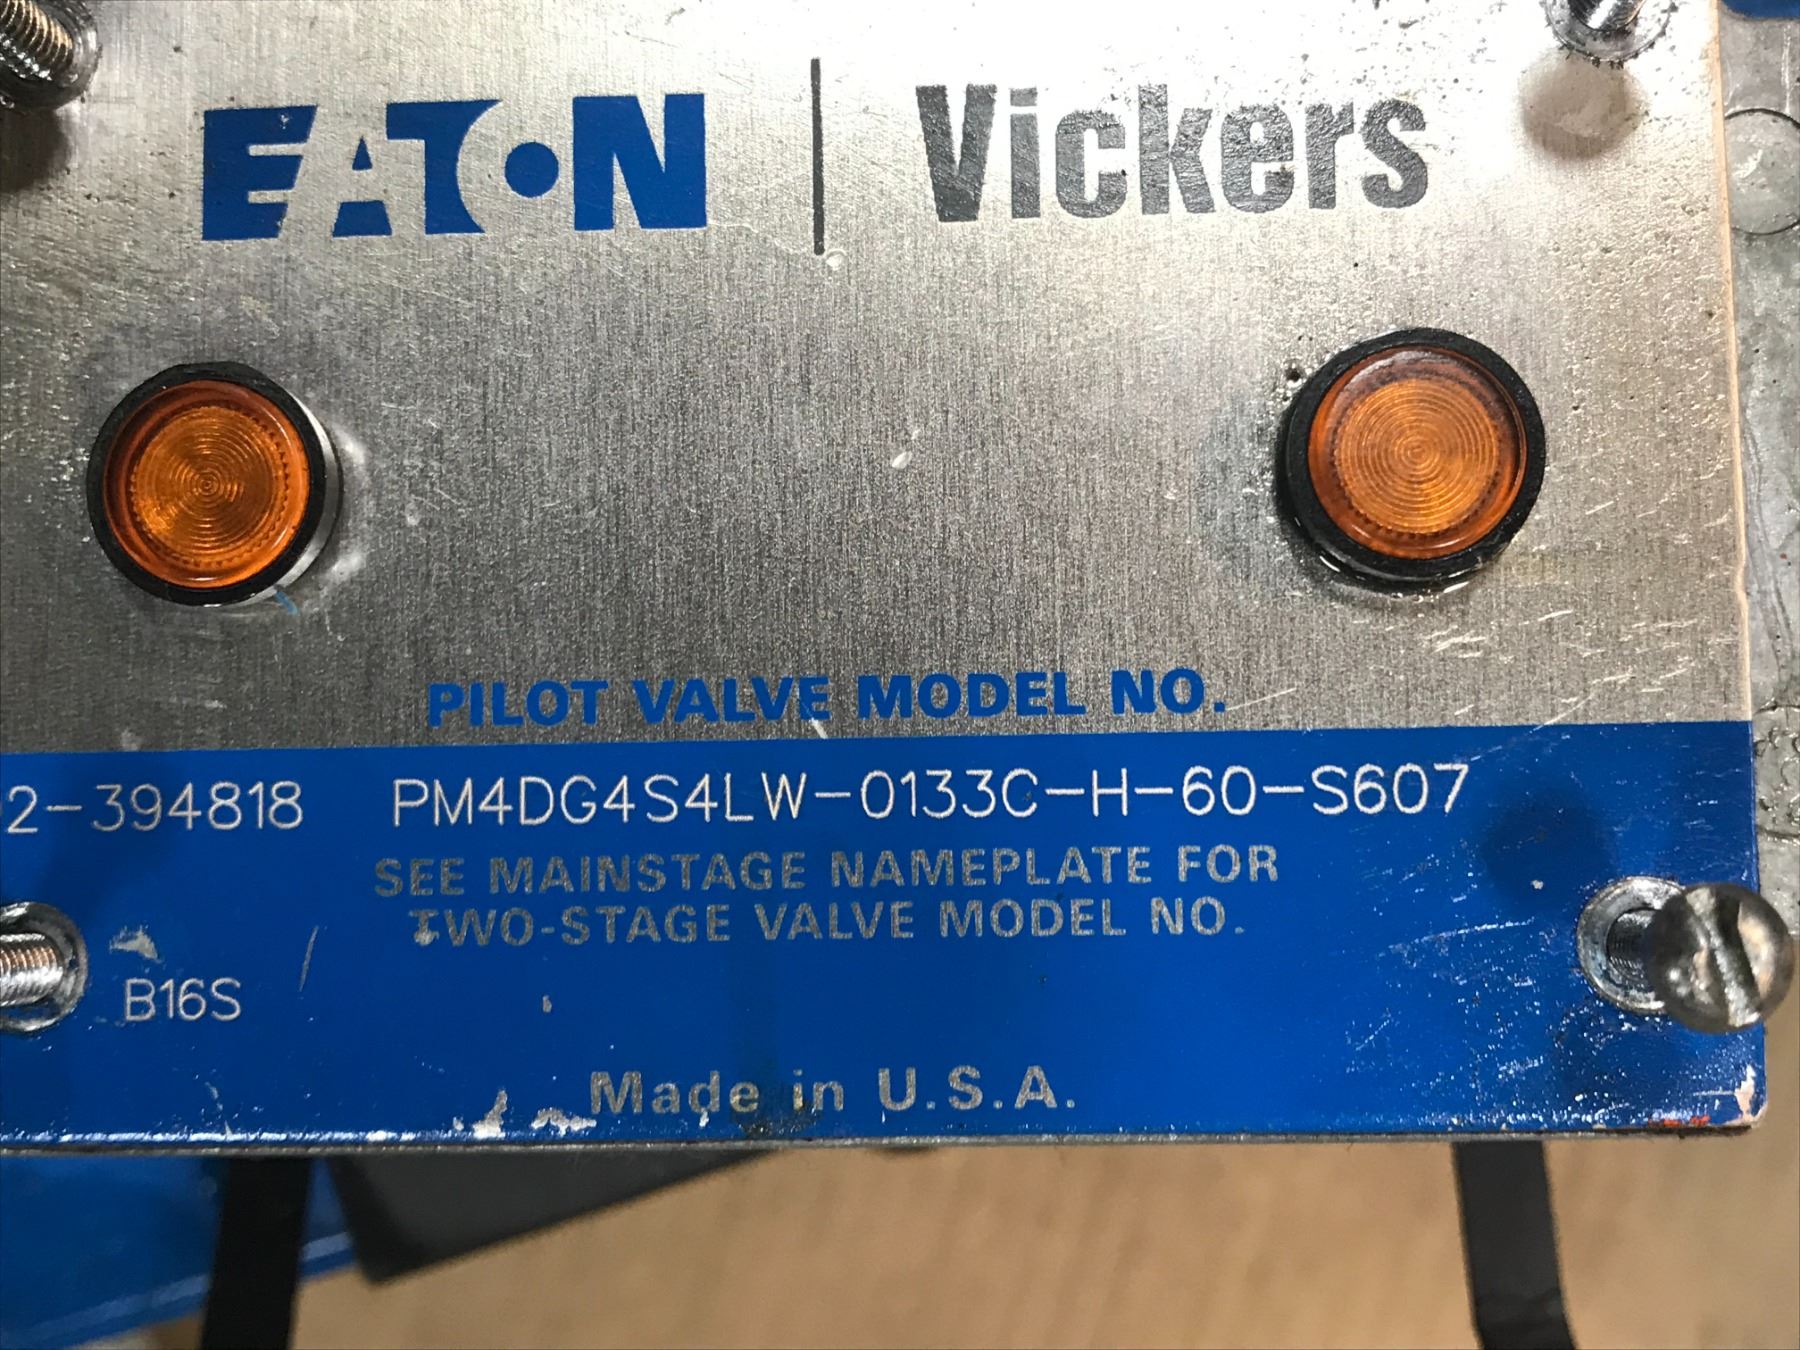 EATON | Vickers
PILOT VALVE MODEL NO.
2-394818 PM4DG4S4LW-0133C-H-60-S607
SEE MAINSTAGE NAMEPLATE FOR
TWO-STAGE VALVE MODEL NO.
B16S
Made in U.S.A.